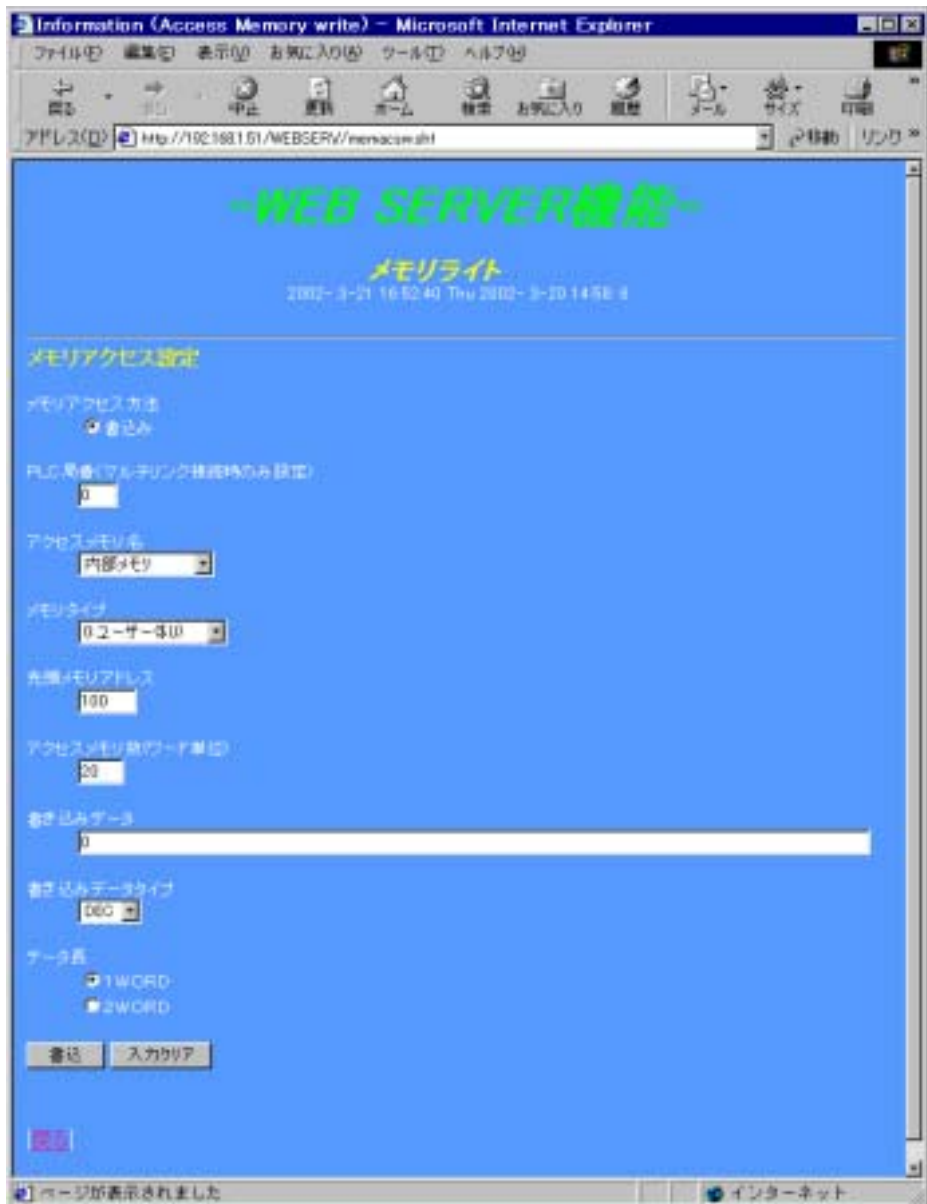 Information (Access Memory write) - Microsoft Internet Explorer
ファイル(F) 編集(E) 表示(V) お気に入り(A) ツール(T) ヘルプ(H)
戻る 中止 更新 ホーム 検索 お気に入り 履歴 メール サイズ 印刷
アドレス(D) http://192.168.1.51/WEBSERV/memacsw.sht 移動 リンク »
-WEB SERVER機能-
メモリライト
2002- 3-21 16:52:40 Thu 2002- 3-20 14:58: 8
メモリアクセス設定
メモリアクセス方法
書込み
PLC局番(マルチリンク接続時のみ設定)
0
アクセスメモリ名
内部メモリ
メモリタイプ
0:ユーザー($U)
先頭メモリアドレス
100
アクセスメモリ数(ワード単位)
20
書き込みデータ
0
書き込みデータタイプ
DEC
データ長
1WORD
2WORD
書込 入力クリア
ページが表示されました インターネット